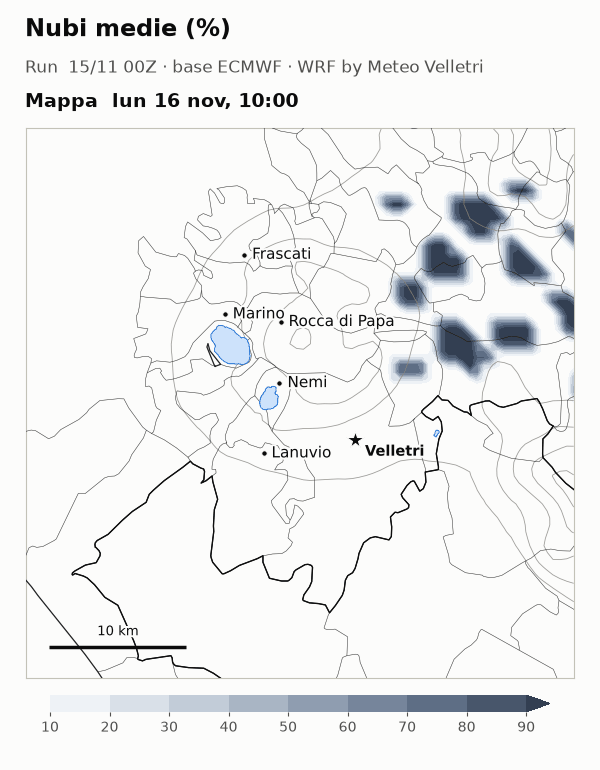 Nubi medie (%)
Run  15/11 00Z · base ECMWF · WRF by Meteo Velletri
Mappa  lun 16 nov, 10:00
Frascati
Marino
Rocca di Papa
Nemi
Velletri
Lanuvio
10 km
10 20 30 40 50 60 70 80 90